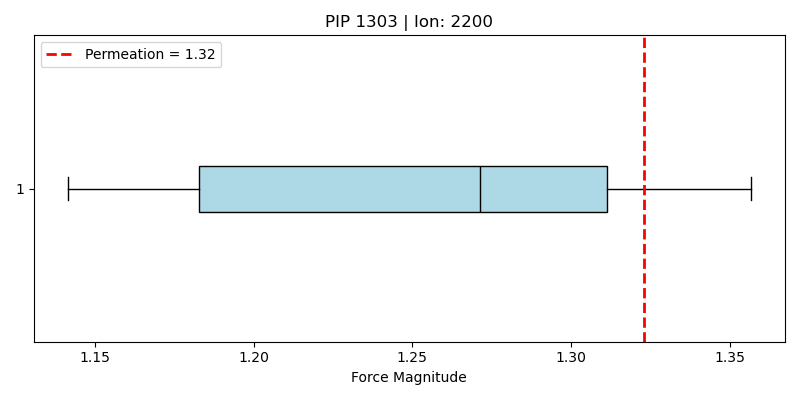 PIP 1303 | Ion: 2200
Permeation = 1.32
1
1.15 1.20 1.25 1.30 1.35
Force Magnitude